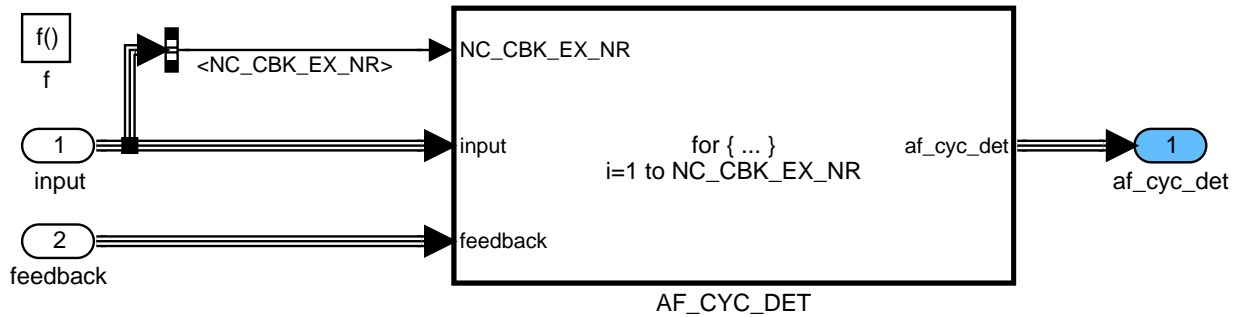 f()
f
<NC_CBK_EX_NR>
NC_CBK_EX_NR
1
input
input
for { ... }
i=1 to NC_CBK_EX_NR
af_cyc_det
1
af_cyc_det
2
feedback
feedback
AF_CYC_DET